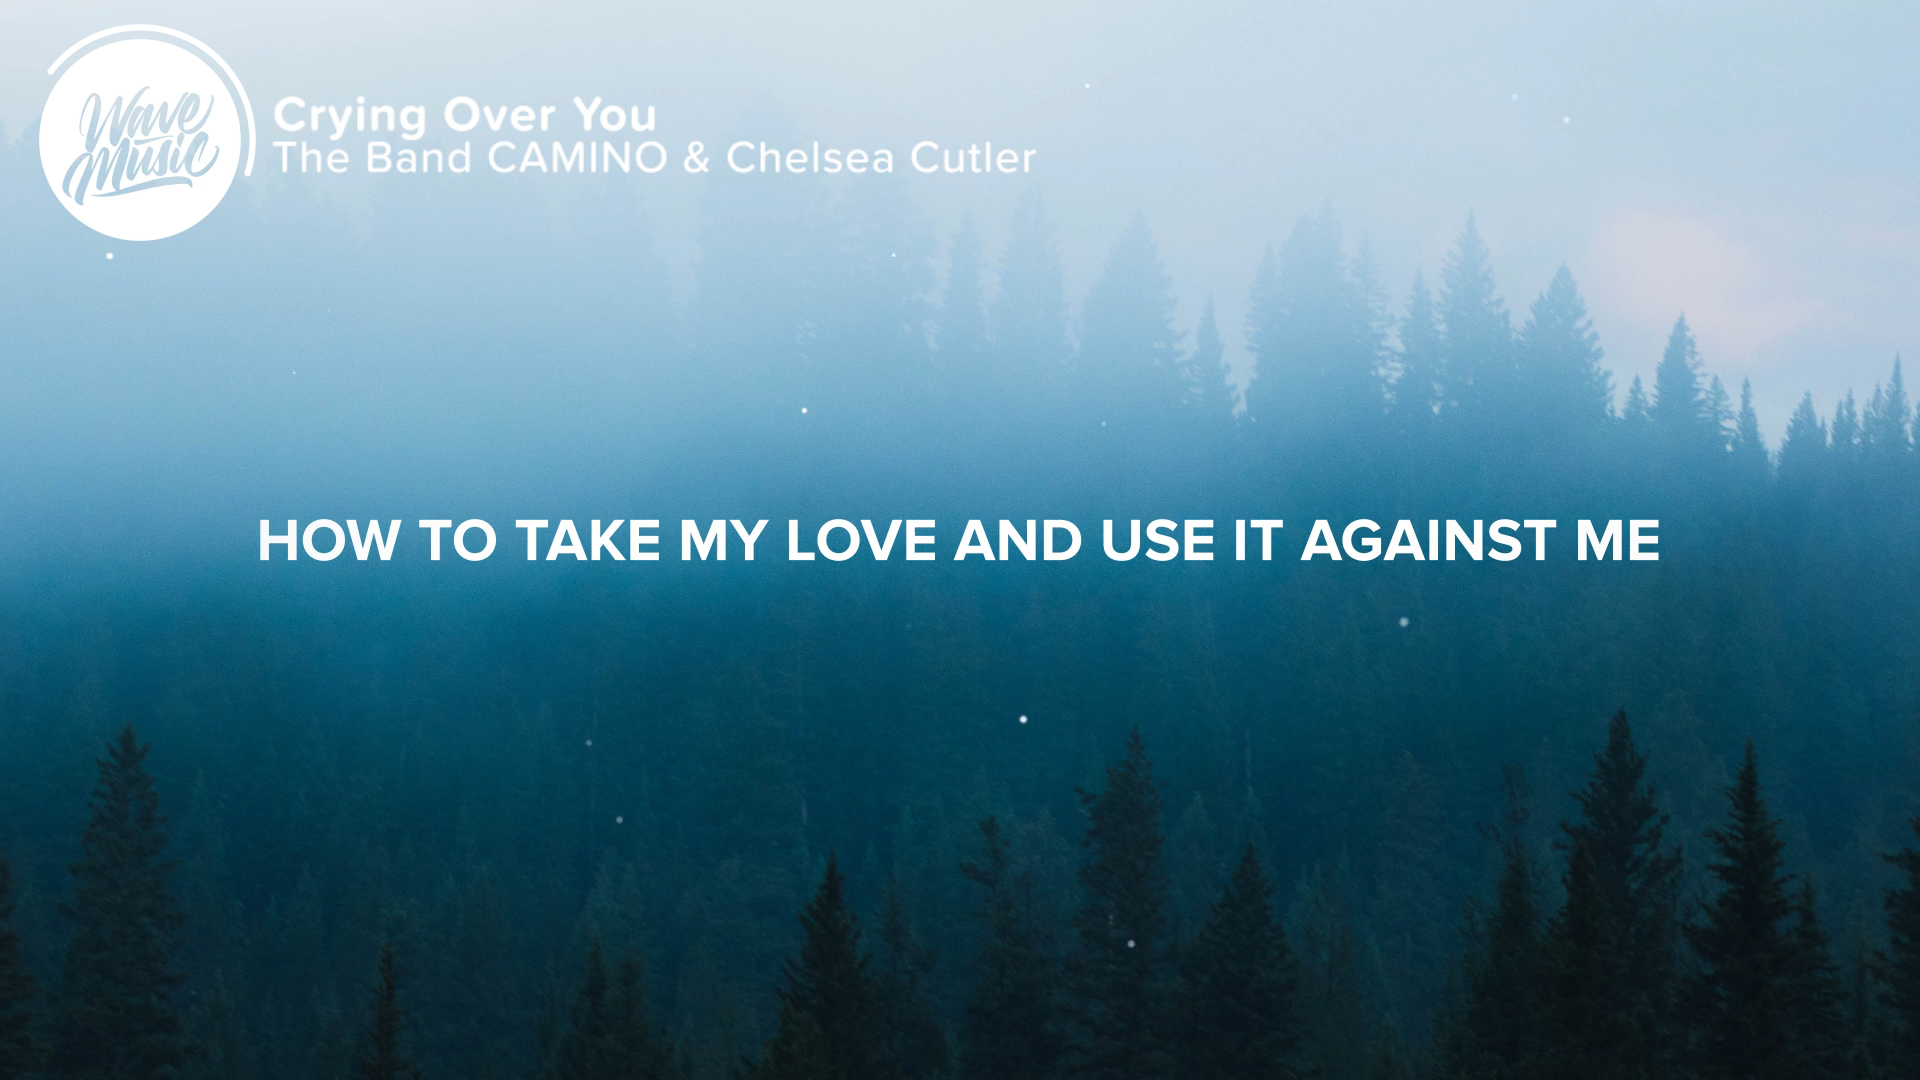 Wave
Music
Crying Over You
The Band CAMINO & Chelsea Cutler
HOW TO TAKE MY LOVE AND USE IT AGAINST ME